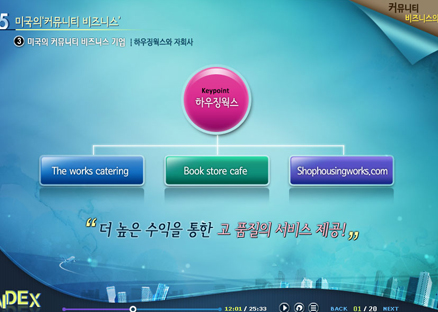 커뮤니티
비즈니스의
5 미국의'커뮤니티 비즈니스'
3 미국의 커뮤니티 비즈니스 기업 | 하우징웍스와 자회사
Keypoint
하우징웍스
The works catering
Book store cafe
Shophousingworks.com
"더 높은 수익을 통한 고 품질의 서비스 제공!"
INDEX
12:01 / 25:33
BACK 01 / 20 NEXT